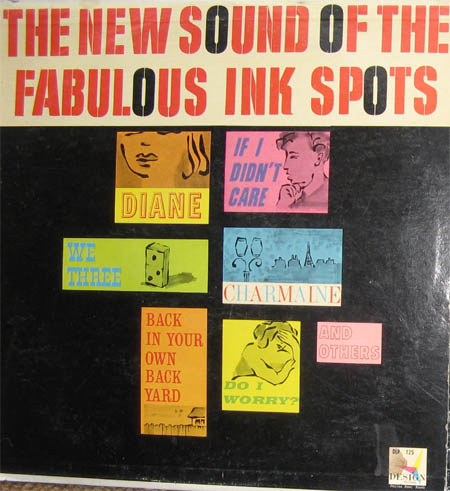 THE NEW SOUND OF THE
FABULOUS INK SPOTS
DIANE
IF I
DIDN'T
CARE
WE
THREE
CHARMAINE
BACK
IN YOUR
OWN
BACK
YARD
DO I
WORRY?
AND
OTHERS
DLP 125
DESIGN